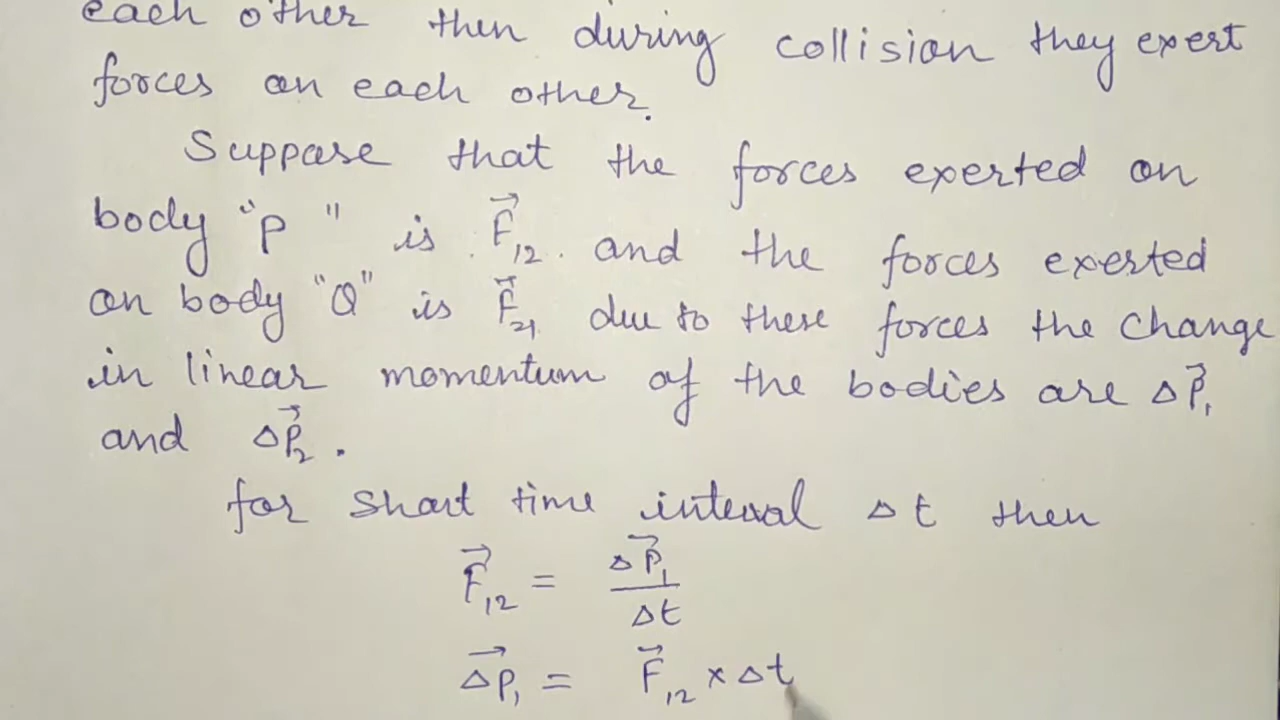 each other then during collision they exert
forces on each other.
Suppose that the forces exerted on
body "P" is F⃗₁₂. and the forces exerted
on body "Q" is F⃗₂₁ due to these forces the change
in linear momentum of the bodies are ΔP⃗₁
and ΔP⃗₂.
for short time interval Δt then
F⃗₁₂ = ΔP⃗₁ / Δt
ΔP⃗₁ = F⃗₁₂ × Δt